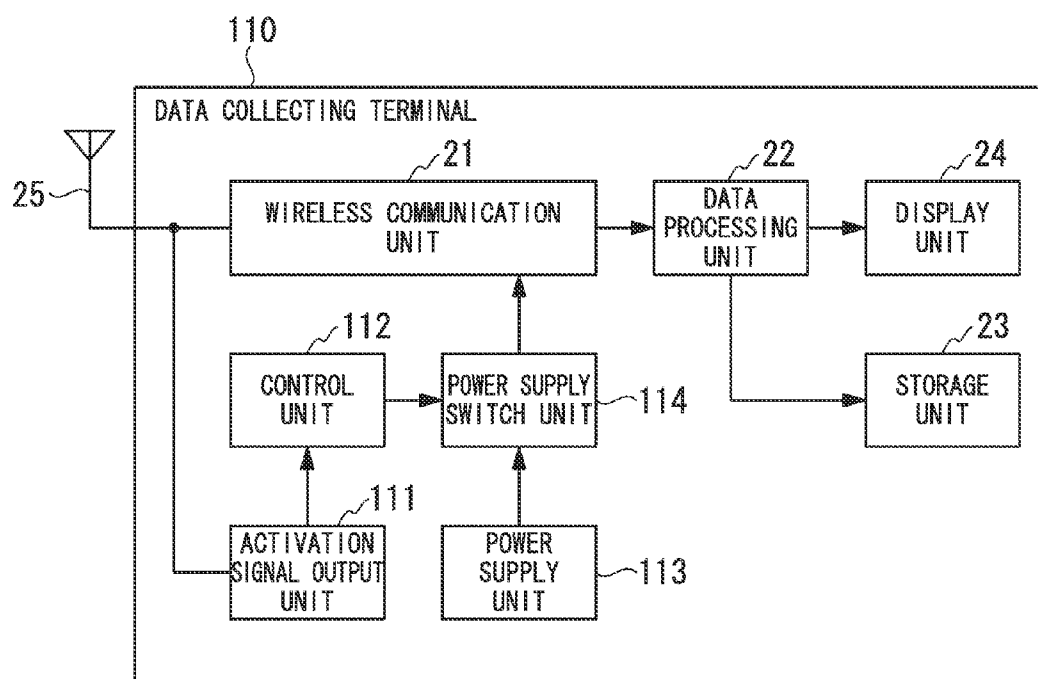 110
DATA COLLECTING TERMINAL
25
21
WIRELESS COMMUNICATION
UNIT
22
DATA
PROCESSING
UNIT
24
DISPLAY
UNIT
112
CONTROL
UNIT
POWER SUPPLY
SWITCH UNIT
114
23
STORAGE
UNIT
111
ACTIVATION
SIGNAL OUTPUT
UNIT
POWER
SUPPLY
UNIT
113